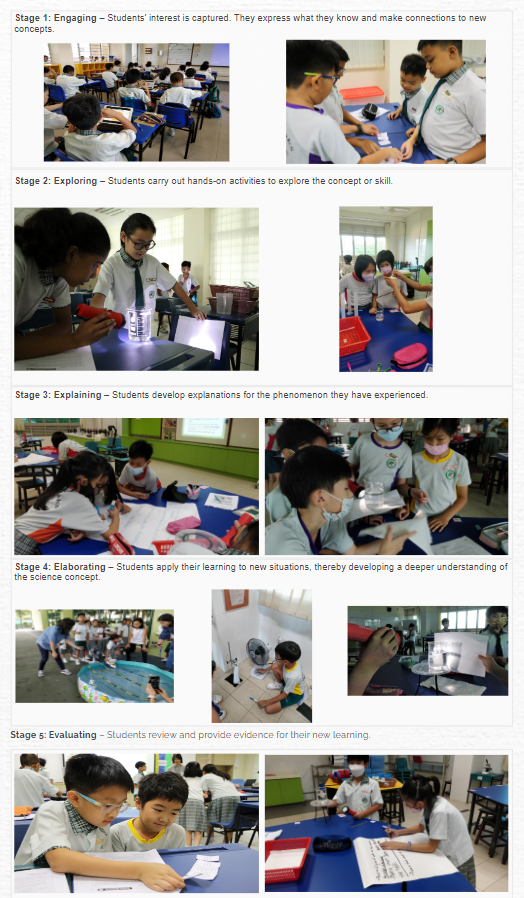 Stage 1: Engaging – Students' interest is captured. They express what they know and make connections to new
concepts.
Stage 2: Exploring – Students carry out hands-on activities to explore the concept or skill.
Stage 3: Explaining – Students develop explanations for the phenomenon they have experienced.
Stage 4: Elaborating – Students apply their learning to new situations, thereby developing a deeper understanding of
the science concept.
Stage 5: Evaluating – Students review and provide evidence for their new learning.